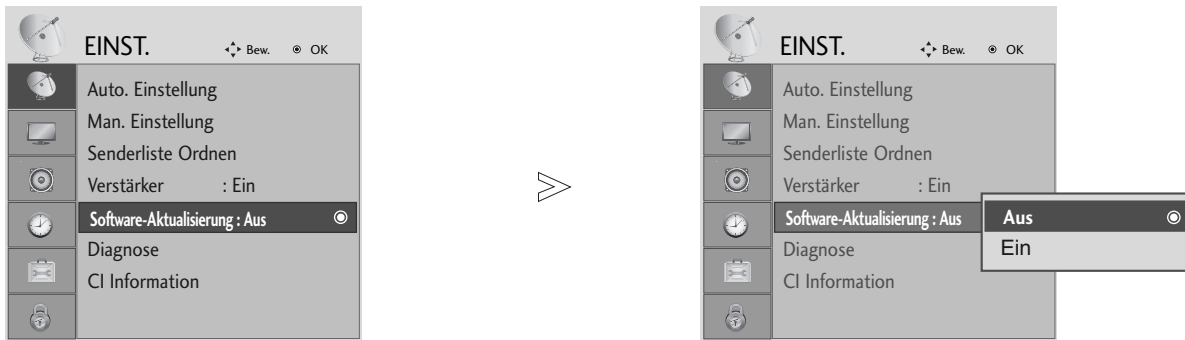 EINST. Bew. OK
Auto. Einstellung
Man. Einstellung
Senderliste Ordnen
Verstärker : Ein
Software-Aktualisierung : Aus
Diagnose
CI Information
EINST. Bew. OK
Auto. Einstellung
Man. Einstellung
Senderliste Ordnen
Verstärker : Ein
Software-Aktualisierung : Aus
Diagnose
CI Information
Aus
Ein